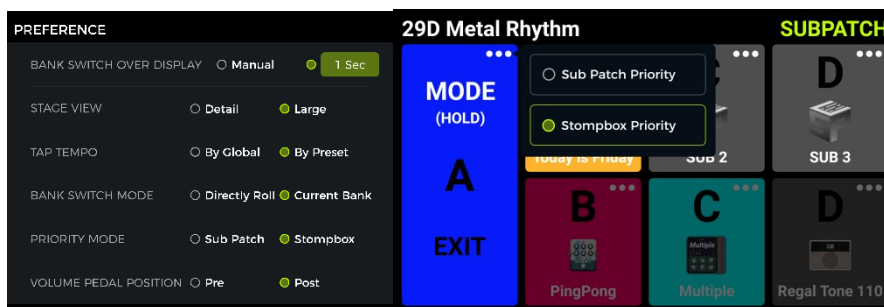 PREFERENCE
BANK SWITCH OVER DISPLAY Manual 1 Sec
STAGE VIEW Detail Large
TAP TEMPO By Global By Preset
BANK SWITCH MODE Directly Roll Current Bank
PRIORITY MODE Sub Patch Stompbox
VOLUME PEDAL POSITION Pre Post
29D Metal Rhythm SUBPATCH
MODE
(HOLD)
A
EXIT
Sub Patch Priority
Stompbox Priority
Today is Friday
SUB 2
D
SUB 3
B
PingPong
C
Multiple
Multiple
D
Regal Tone 110